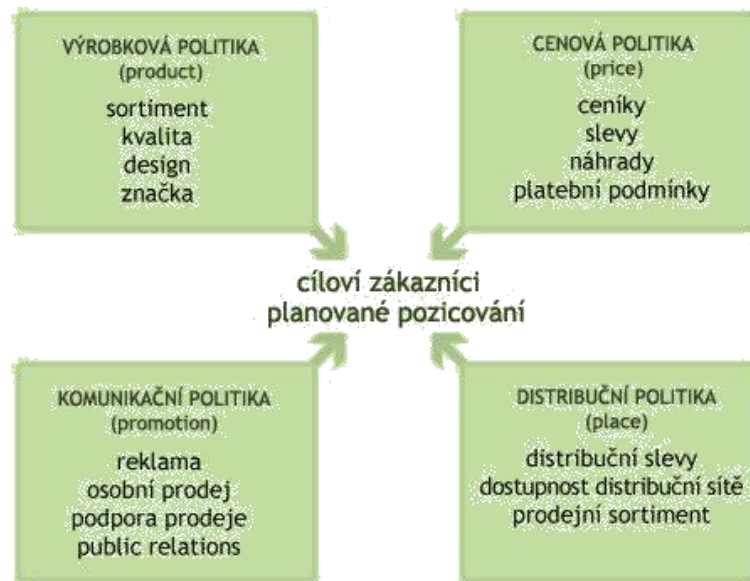 VÝROBKOVÁ POLITIKA
(product)
sortiment
kvalita
design
značka
CENOVÁ POLITIKA
(price)
ceníky
slevy
náhrady
platební podmínky
cíloví zákazníci
planované pozicování
KOMUNIKAČNÍ POLITIKA
(promotion)
reklama
osobní prodej
podpora prodeje
public relations
DISTRIBUČNÍ POLITIKA
(place)
distribuční slevy
dostupnost distribuční sítě
prodejní sortiment